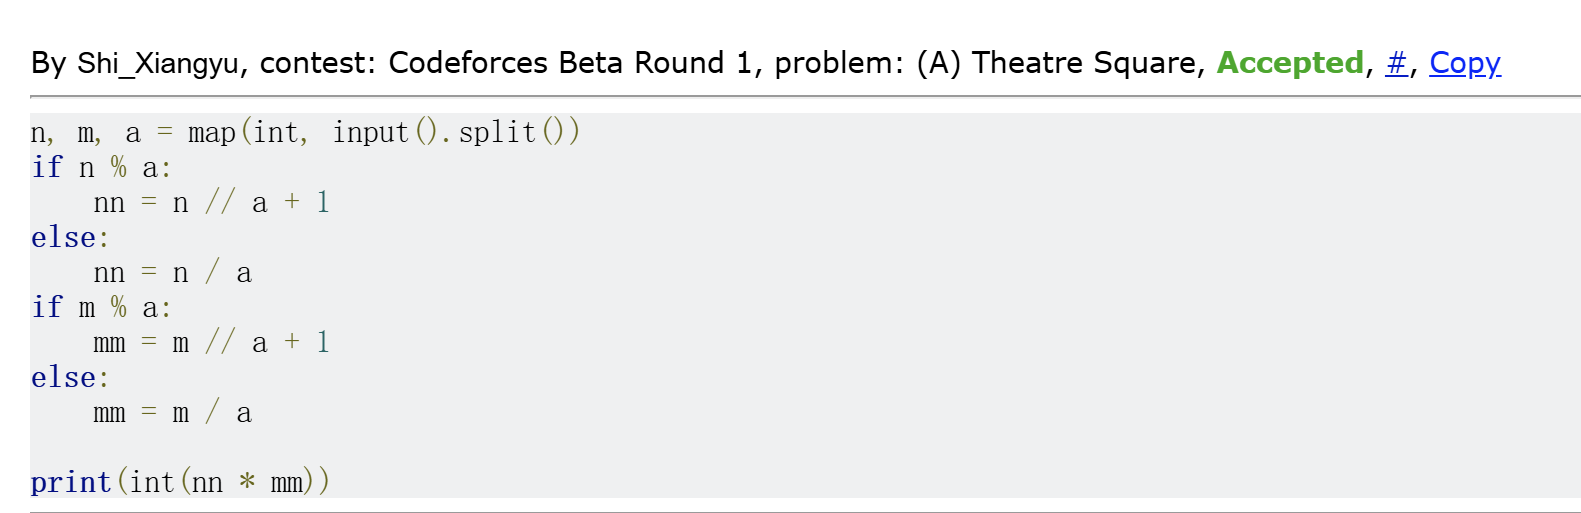 By Shi_Xiangyu, contest: Codeforces Beta Round 1, problem: (A) Theatre Square, Accepted, #, Copy
n, m, a = map(int, input().split())
if n % a:
    nn = n // a + 1
else:
    nn = n / a
if m % a:
    mm = m // a + 1
else:
    mm = m / a

print(int(nn * mm))